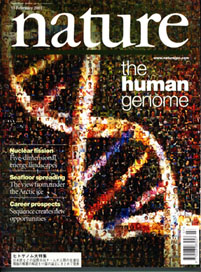 nature
15 February 2001
www.nature.com
the
human
genome
Nuclear fission
Five-dimensional
energy landscapes
Seafloor spreading
The view from under
the Arctic ice
Career prospects
Sequence creates new
opportunities